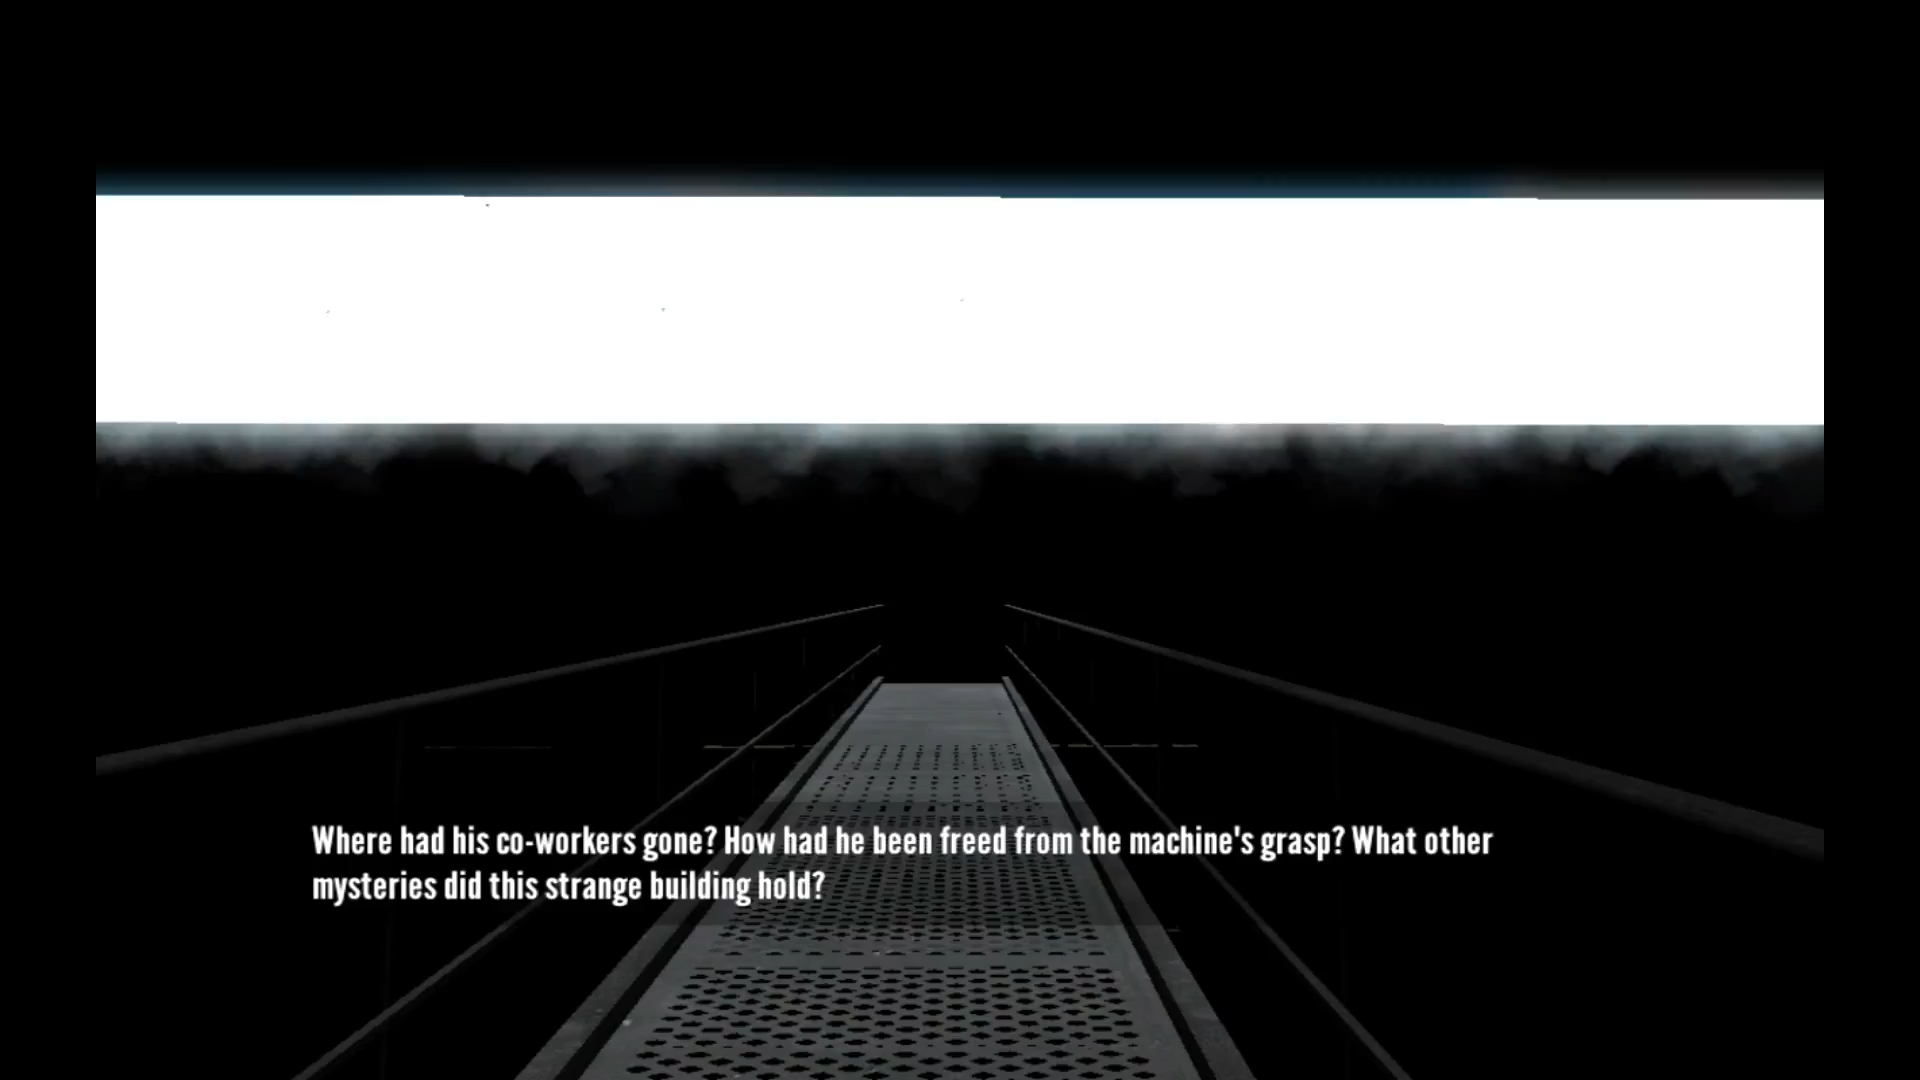 Where had his co-workers gone? How had he been freed from the machine's grasp? What other
mysteries did this strange building hold?